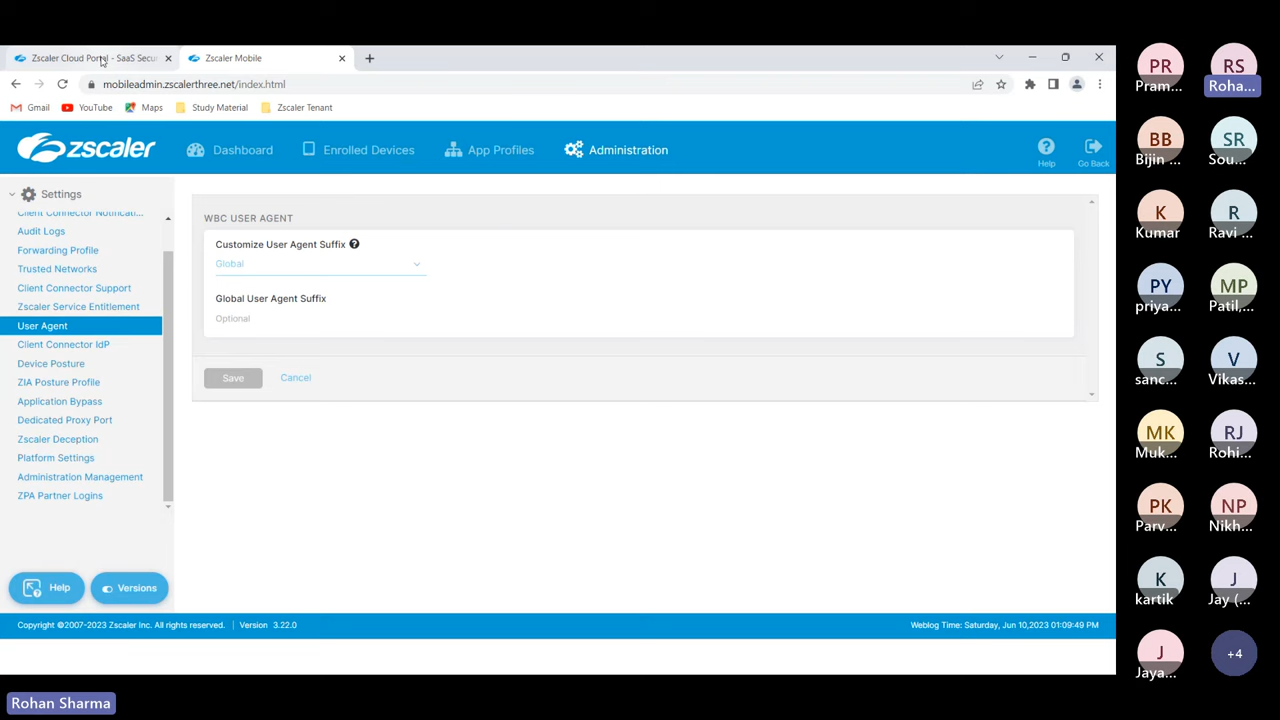 Zscaler Cloud Portal - SaaS Secu
Zscaler Mobile
mobileadmin.zscalerthree.net/index.html
Gmail
YouTube
Maps
Study Material
Zscaler Tenant
zscaler
Dashboard
Enrolled Devices
App Profiles
Administration
Help
Go Back
Settings
Client Connector Notificati...
Audit Logs
Forwarding Profile
Trusted Networks
Client Connector Support
Zscaler Service Entitlement
User Agent
Client Connector IdP
Device Posture
ZIA Posture Profile
Application Bypass
Dedicated Proxy Port
Zscaler Deception
Platform Settings
Administration Management
ZPA Partner Logins
WBC USER AGENT
Customize User Agent Suffix
Global
Global User Agent Suffix
Optional
Save
Cancel
Help
Versions
Copyright ©2007-2023 Zscaler Inc. All rights reserved. | Version 3.22.0
Weblog Time: Saturday, Jun 10,2023 01:09:49 PM
PR
Pram...
RS
Roha...
BB
Bijin ...
SR
Sou...
K
Kumar
R
Ravi ...
PY
priya...
MP
Patil,...
S
sanc...
V
Vikas...
MK
Muk...
RJ
Rohi...
PK
Parv...
NP
Nikh...
K
kartik
J
Jay (...
J
Jaya...
+4
Rohan Sharma